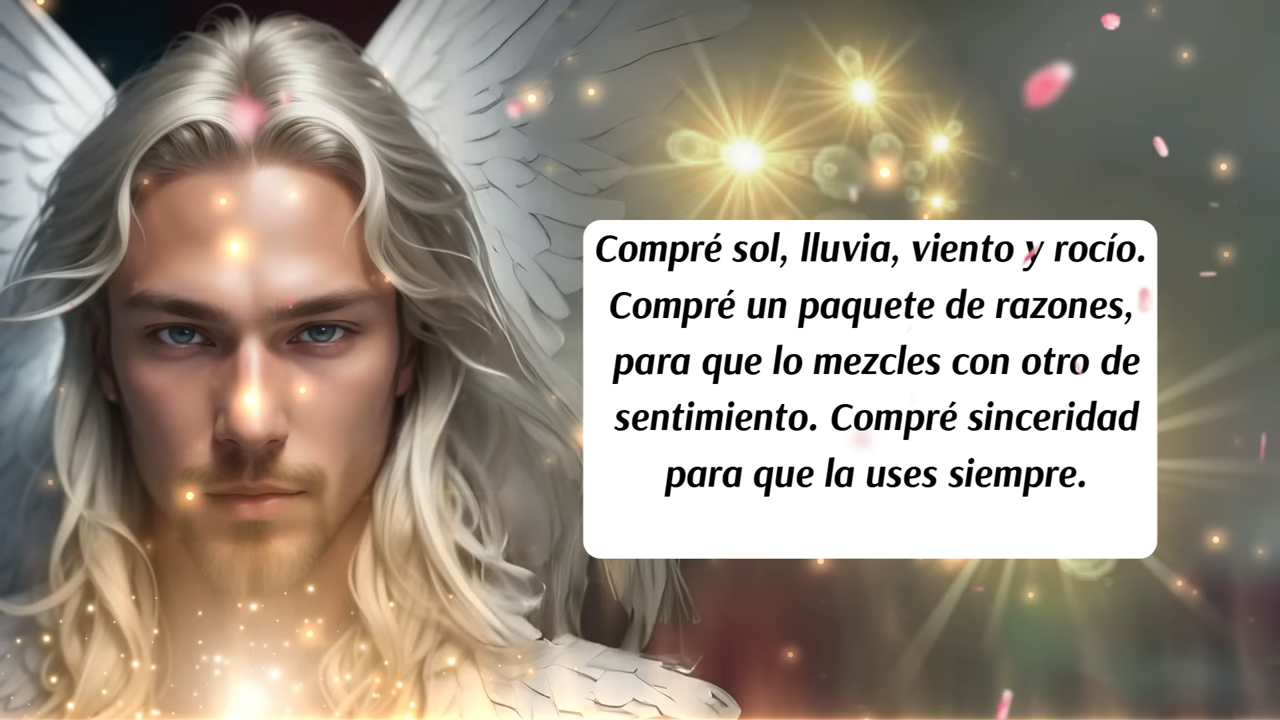 Compré sol, lluvia, viento y rocío.
Compré un paquete de razones,
para que lo mezcles con otro de
sentimiento. Compré sinceridad
para que la uses siempre.